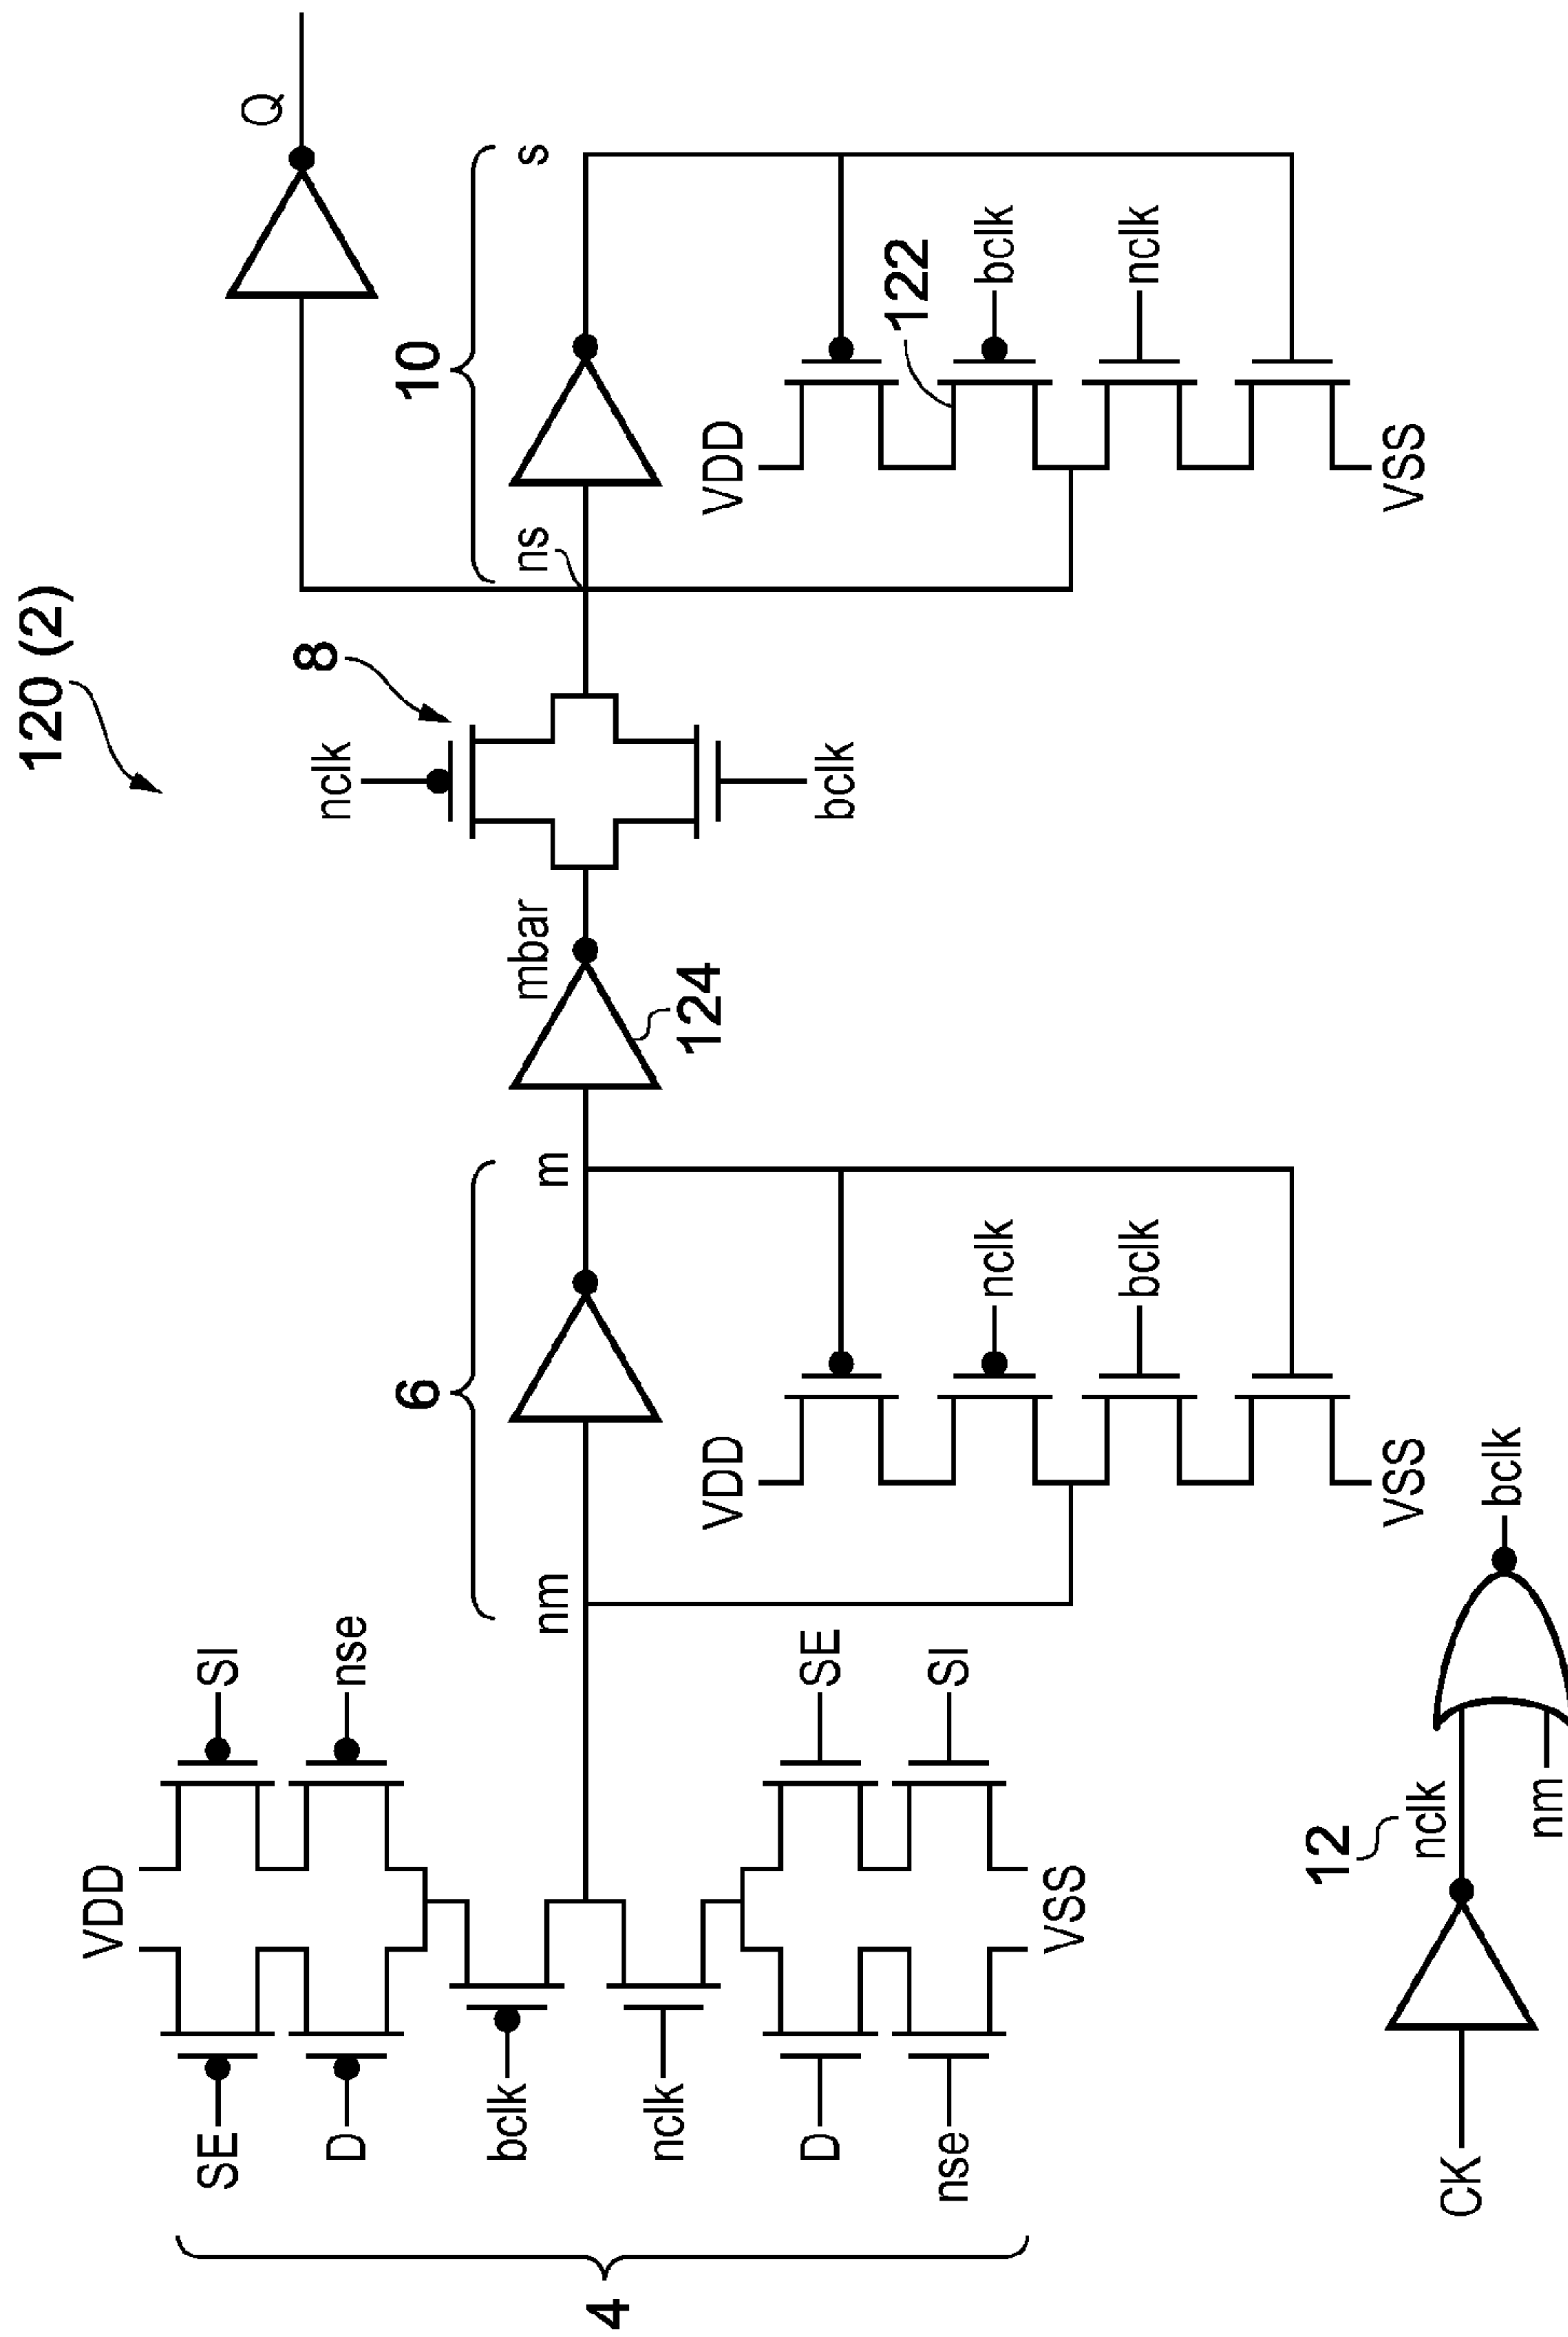 120 (2)
Q
10
s
ns
8
nclk
bclk
VDD
122
bclk
nclk
VSS
mbar
124
6
m
nm
VDD
nclk
bclk
VSS
VDD
SI
nse
SE
D
bclk
nclk
SE
SI
D
nse
VSS
4
CK
12
nclk
nm
bclk